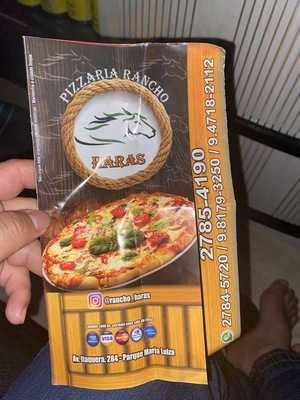 PIZZARIA RANCHO
HARAS
2785-4190
2784-5720 / 9.8179-3250 / 9.4718-2112
@rancho_haras
VISA
Av. Itaquera, 284 - Parque Maria Luiza